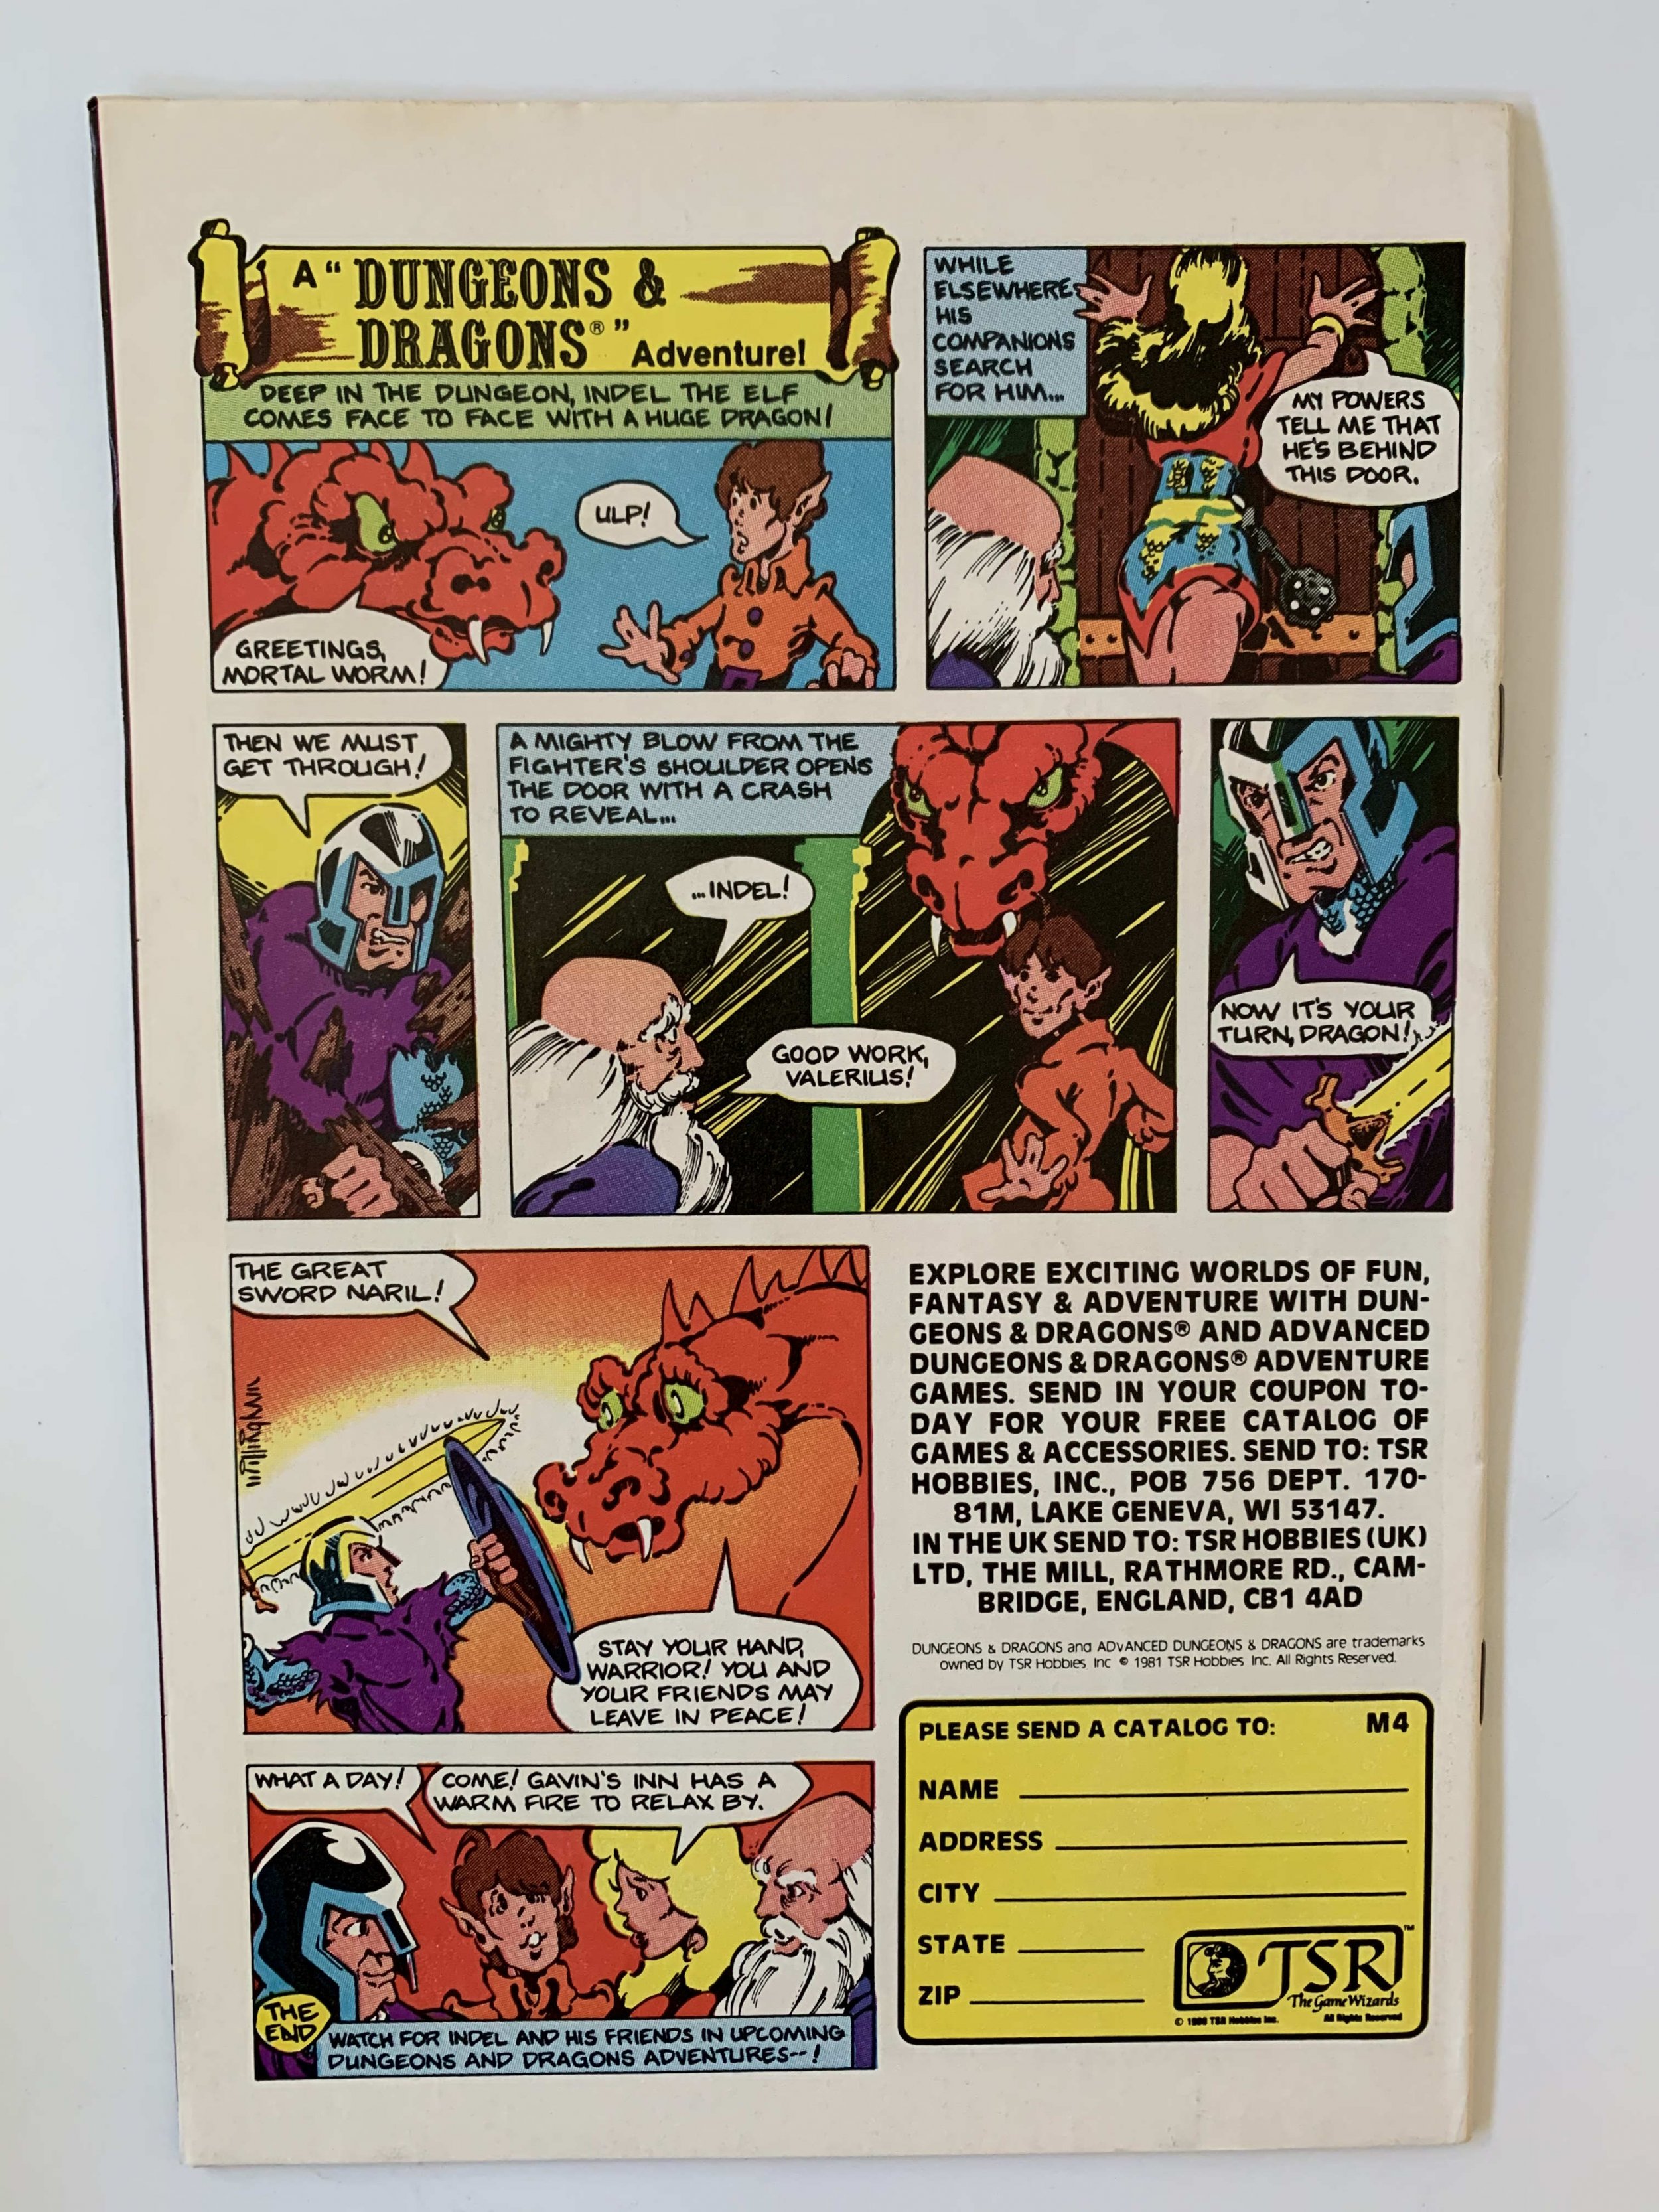 A "DUNGEONS &
DRAGONS®" Adventure!
DEEP IN THE DUNGEON, INDEL THE ELF
COMES FACE TO FACE WITH A HUGE DRAGON!
ULP!
GREETINGS,
MORTAL WORM!
WHILE
ELSEWHERE
HIS
COMPANIONS
SEARCH
FOR HIM...
MY POWERS
TELL ME THAT
HE'S BEHIND
THIS DOOR.
THEN WE MUST
GET THROUGH!
A MIGHTY BLOW FROM THE
FIGHTER'S SHOULDER OPENS
THE DOOR WITH A CRASH
TO REVEAL...
...INDEL!
GOOD WORK,
VALERIUS!
NOW IT'S YOUR
TURN, DRAGON!
THE GREAT
SWORD NARIL!
willingham
STAY YOUR HAND,
WARRIOR! YOU AND
YOUR FRIENDS MAY
LEAVE IN PEACE!
WHAT A DAY!
COME! GAVIN'S INN HAS A
WARM FIRE TO RELAX BY.
THE
END
WATCH FOR INDEL AND HIS FRIENDS IN UPCOMING
DUNGEONS AND DRAGONS ADVENTURES--!
EXPLORE EXCITING WORLDS OF FUN,
FANTASY & ADVENTURE WITH DUN-
GEONS & DRAGONS® AND ADVANCED
DUNGEONS & DRAGONS® ADVENTURE
GAMES. SEND IN YOUR COUPON TO-
DAY FOR YOUR FREE CATALOG OF
GAMES & ACCESSORIES. SEND TO: TSR
HOBBIES, INC., POB 756 DEPT. 170-
81M, LAKE GENEVA, WI 53147.
IN THE UK SEND TO: TSR HOBBIES (UK)
LTD, THE MILL, RATHMORE RD., CAM-
BRIDGE, ENGLAND, CB1 4AD
DUNGEONS & DRAGONS and ADVANCED DUNGEONS & DRAGONS are trademarks
owned by TSR Hobbies, Inc © 1981 TSR Hobbies Inc. All Rights Reserved.
PLEASE SEND A CATALOG TO: M4
NAME
ADDRESS
CITY
STATE
ZIP
TSR™
The Game Wizards
© 1980 TSR Hobbies Inc. All Rights Reserved